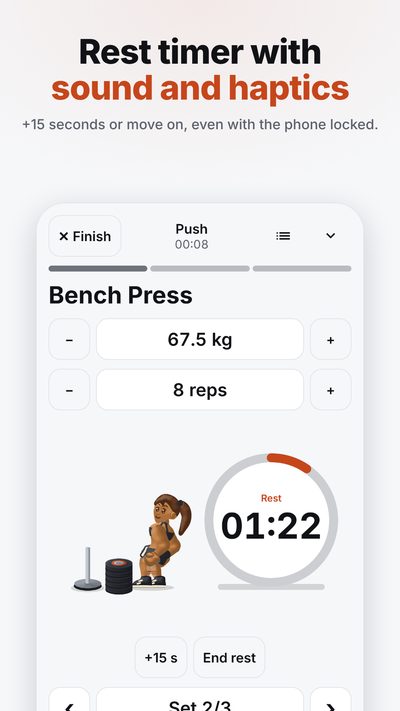 Rest timer with
sound and haptics
+15 seconds or move on, even with the phone locked.
✕ Finish
Push
00:08
Bench Press
−
67.5 kg
+
−
8 reps
+
Rest
01:22
+15 s
End rest
Set 2/3